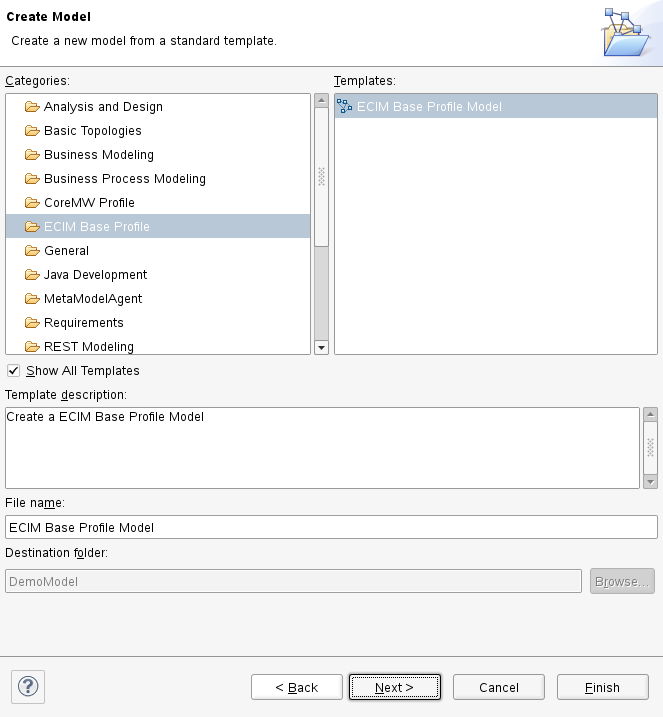 Create Model
Create a new model from a standard template.
Categories:
Analysis and Design
Basic Topologies
Business Modeling
Business Process Modeling
CoreMW Profile
ECIM Base Profile
General
Java Development
MetaModelAgent
Requirements
REST Modeling
Templates:
ECIM Base Profile Model
Show All Templates
Template description:
Create a ECIM Base Profile Model
File name:
ECIM Base Profile Model
Destination folder:
DemoModel
Browse...
?
< Back
Next >
Cancel
Finish